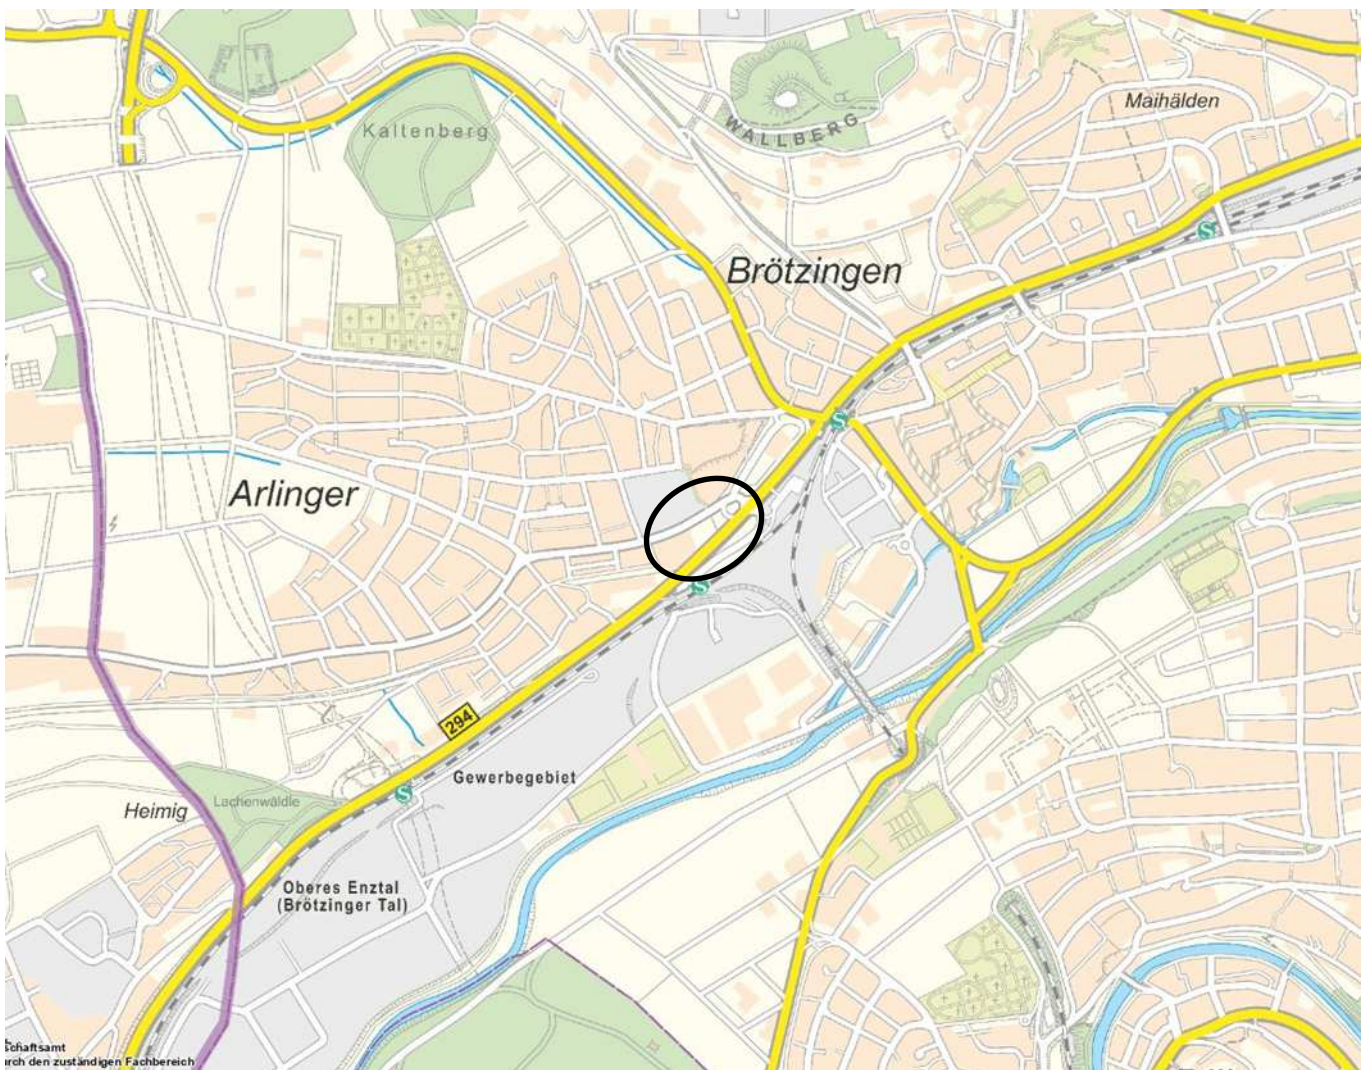 Maihälden
WALLBERG
Kaltenberg
S
Brötzingen
S
Arlinger
S
294
Gewerbegebiet
S
Lachenwäldle
Heimig
Oberes Enztal
(Brötzinger Tal)
schaftsamt
rch den zuständigen Fachbereich